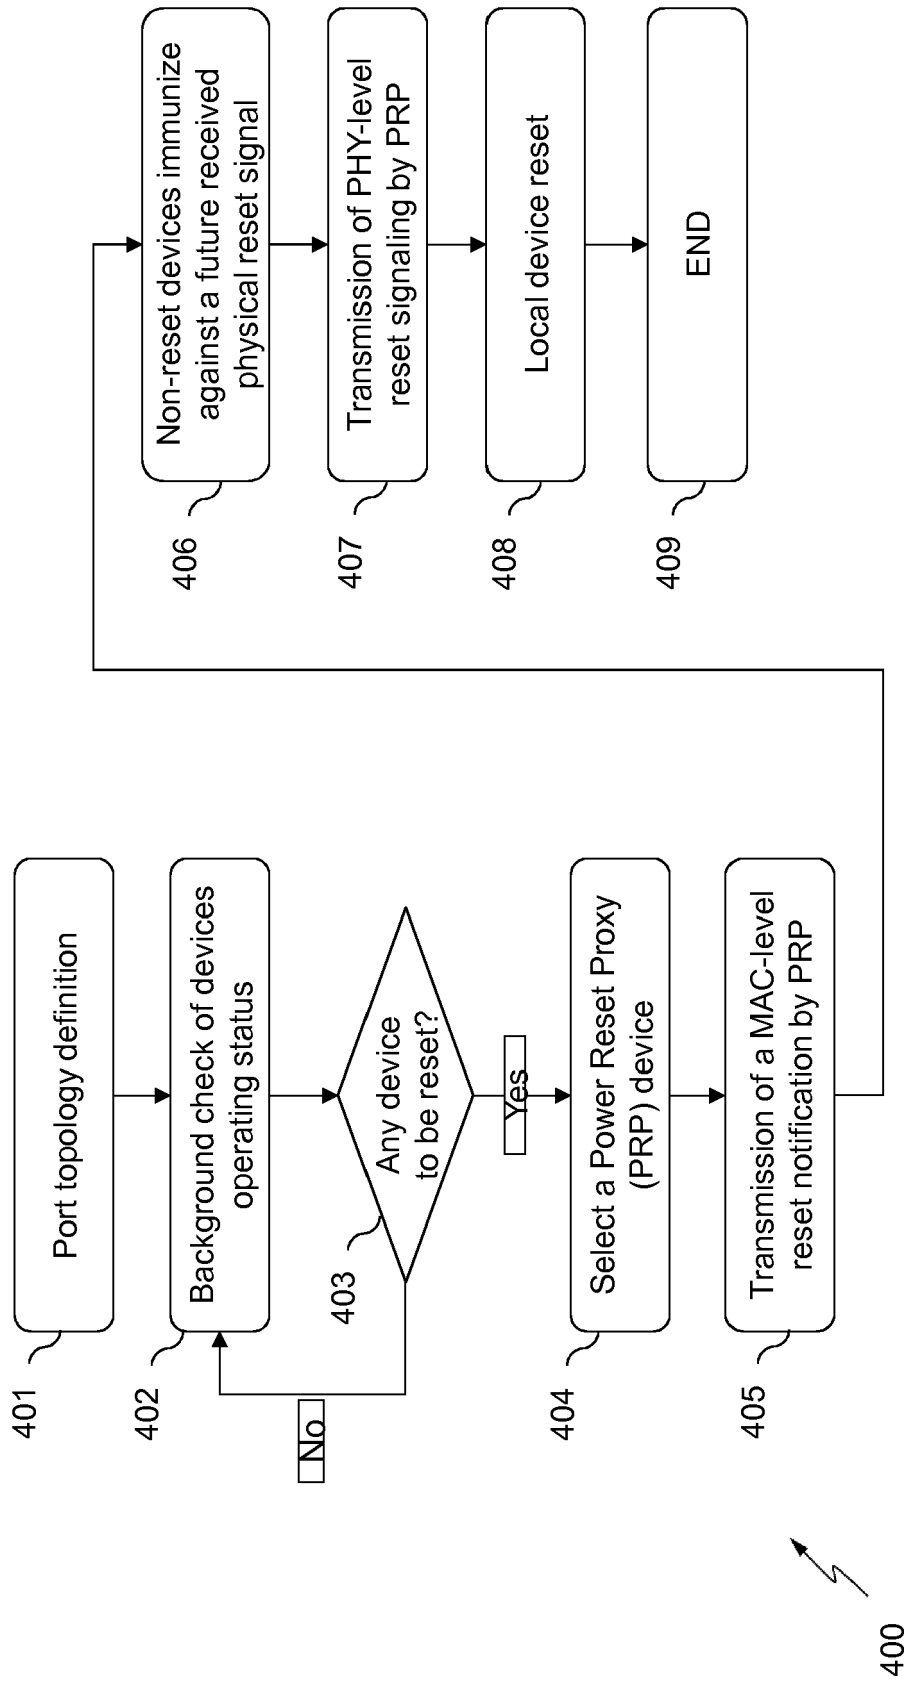 401
Port topology definition
402
Background check of devices
operating status
403
Any device
to be reset?
No
Yes
404
Select a Power Reset Proxy
(PRP) device
405
Transmission of a MAC-level
reset notification by PRP
406
Non-reset devices immunize
against a future received
physical reset signal
407
Transmission of PHY-level
reset signaling by PRP
408
Local device reset
409
END
400